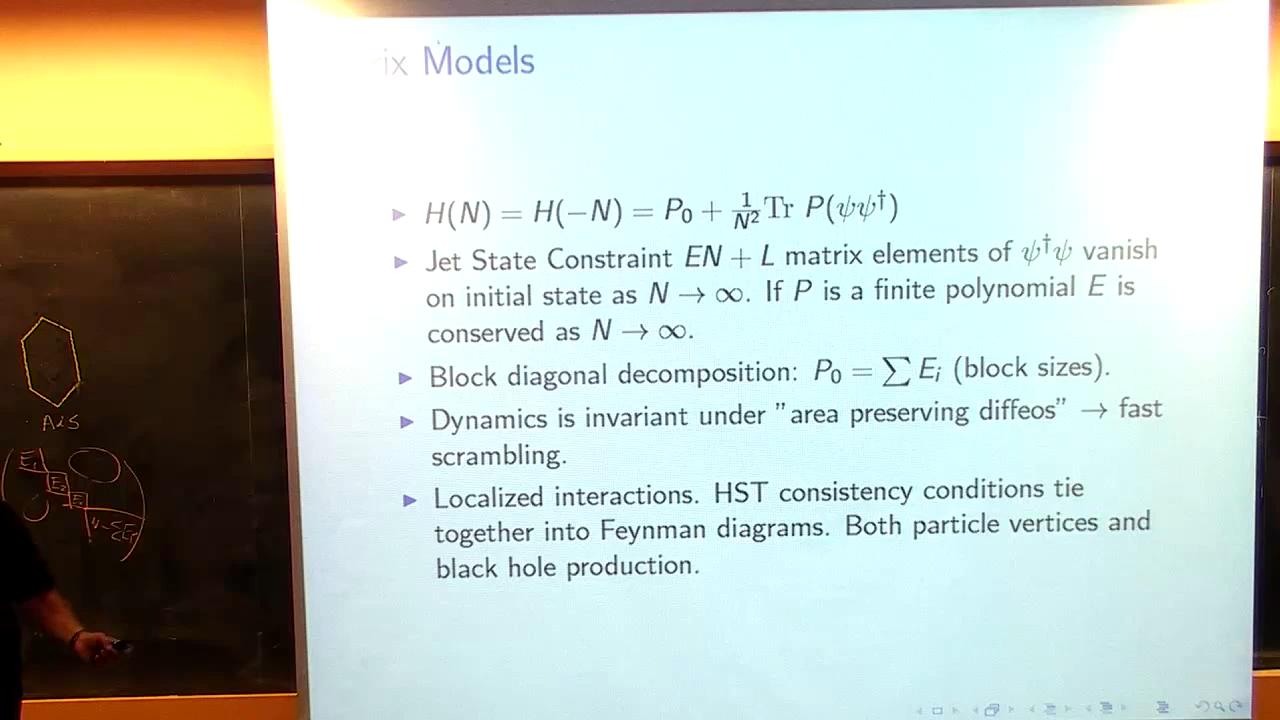 ix Models
H(N) = H(−N) = P₀ + 1/N² Tr P(ψψ†)
Jet State Constraint EN + L matrix elements of ψ†ψ vanish
on initial state as N → ∞. If P is a finite polynomial E is
conserved as N → ∞.
Block diagonal decomposition: P₀ = ∑ Eᵢ (block sizes).
Dynamics is invariant under "area preserving diffeos" → fast
scrambling.
Localized interactions. HST consistency conditions tie
together into Feynman diagrams. Both particle vertices and
black hole production.
E₁
E₂